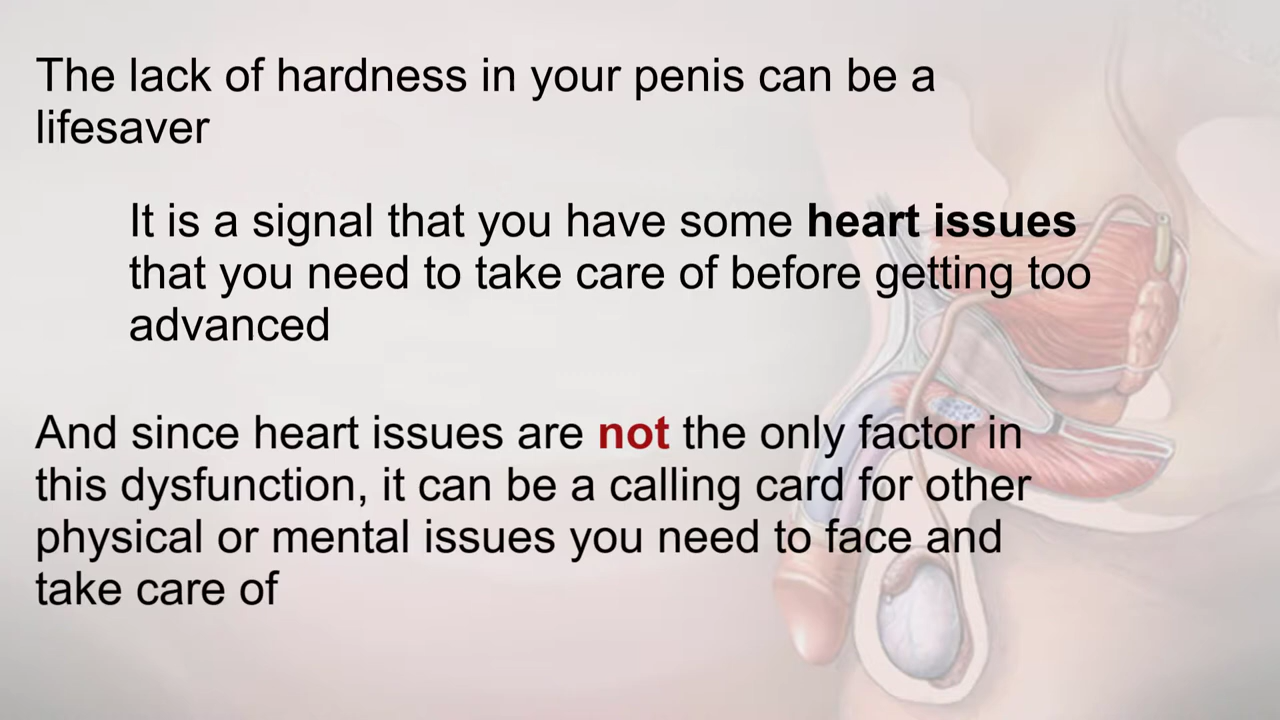 The lack of hardness in your penis can be a
lifesaver
It is a signal that you have some heart issues
that you need to take care of before getting too
advanced
And since heart issues are not the only factor in
this dysfunction, it can be a calling card for other
physical or mental issues you need to face and
take care of